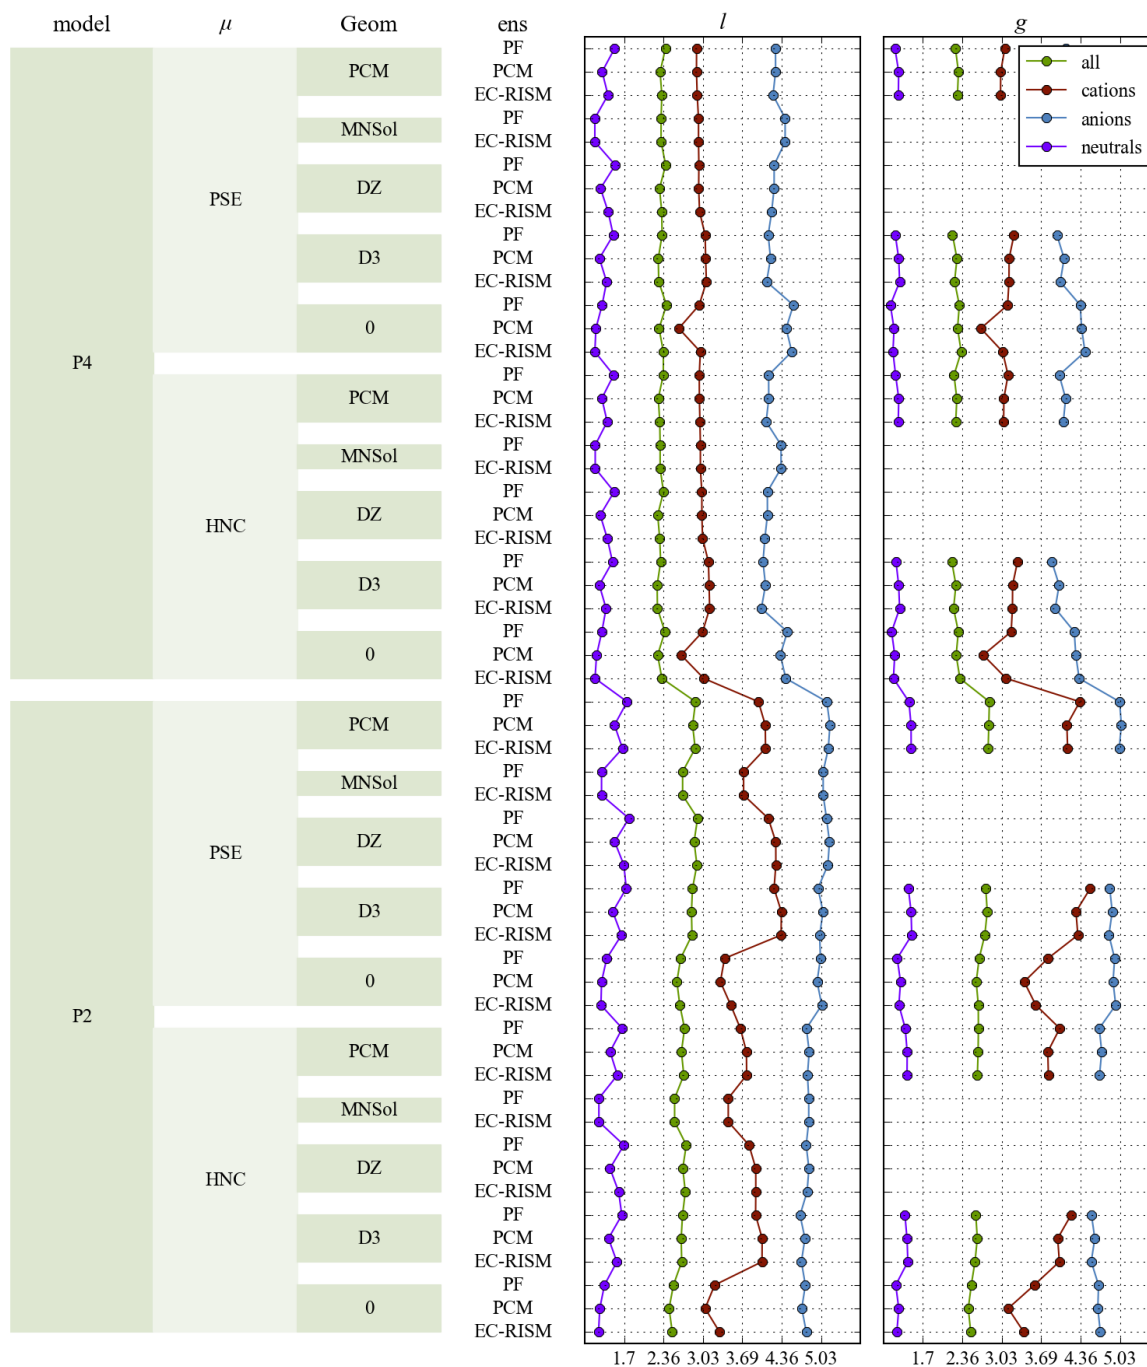 model μ Geom ens l g
PF
PCM PCM
EC-RISM
PF
MNSol
EC-RISM
PF
DZ PCM
PSE
EC-RISM
PF
D3 PCM
EC-RISM
PF
0 PCM
EC-RISM
P4
PF
PCM PCM
EC-RISM
PF
MNSol
EC-RISM
PF
DZ PCM
HNC
EC-RISM
PF
D3 PCM
EC-RISM
PF
0 PCM
EC-RISM
PF
PCM PCM
EC-RISM
PF
MNSol
EC-RISM
PF
DZ PCM
PSE
EC-RISM
PF
D3 PCM
EC-RISM
PF
0 PCM
EC-RISM
P2
PF
PCM PCM
EC-RISM
PF
MNSol
EC-RISM
PF
DZ PCM
HNC
EC-RISM
PF
D3 PCM
EC-RISM
PF
0 PCM
EC-RISM
all
cations
anions
neutrals
1.7 2.36 3.03 3.69 4.36 5.03 1.7 2.36 3.03 3.69 4.36 5.03